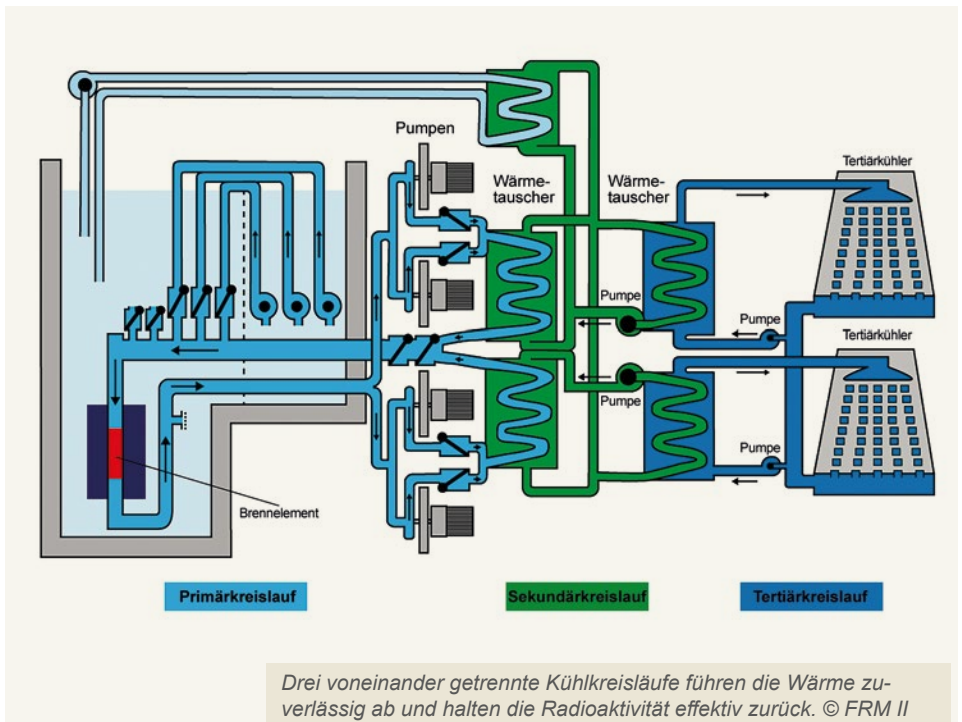 Pumpen
Wärme-
tauscher
Wärme-
tauscher
Tertiärkühler
Pumpe
Pumpe
Tertiärkühler
Pumpe
Pumpe
Brennelement
Primärkreislauf
Sekundärkreislauf
Tertiärkreislauf
Drei voneinander getrennte Kühlkreisläufe führen die Wärme zu-
verlässig ab und halten die Radioaktivität effektiv zurück. © FRM II